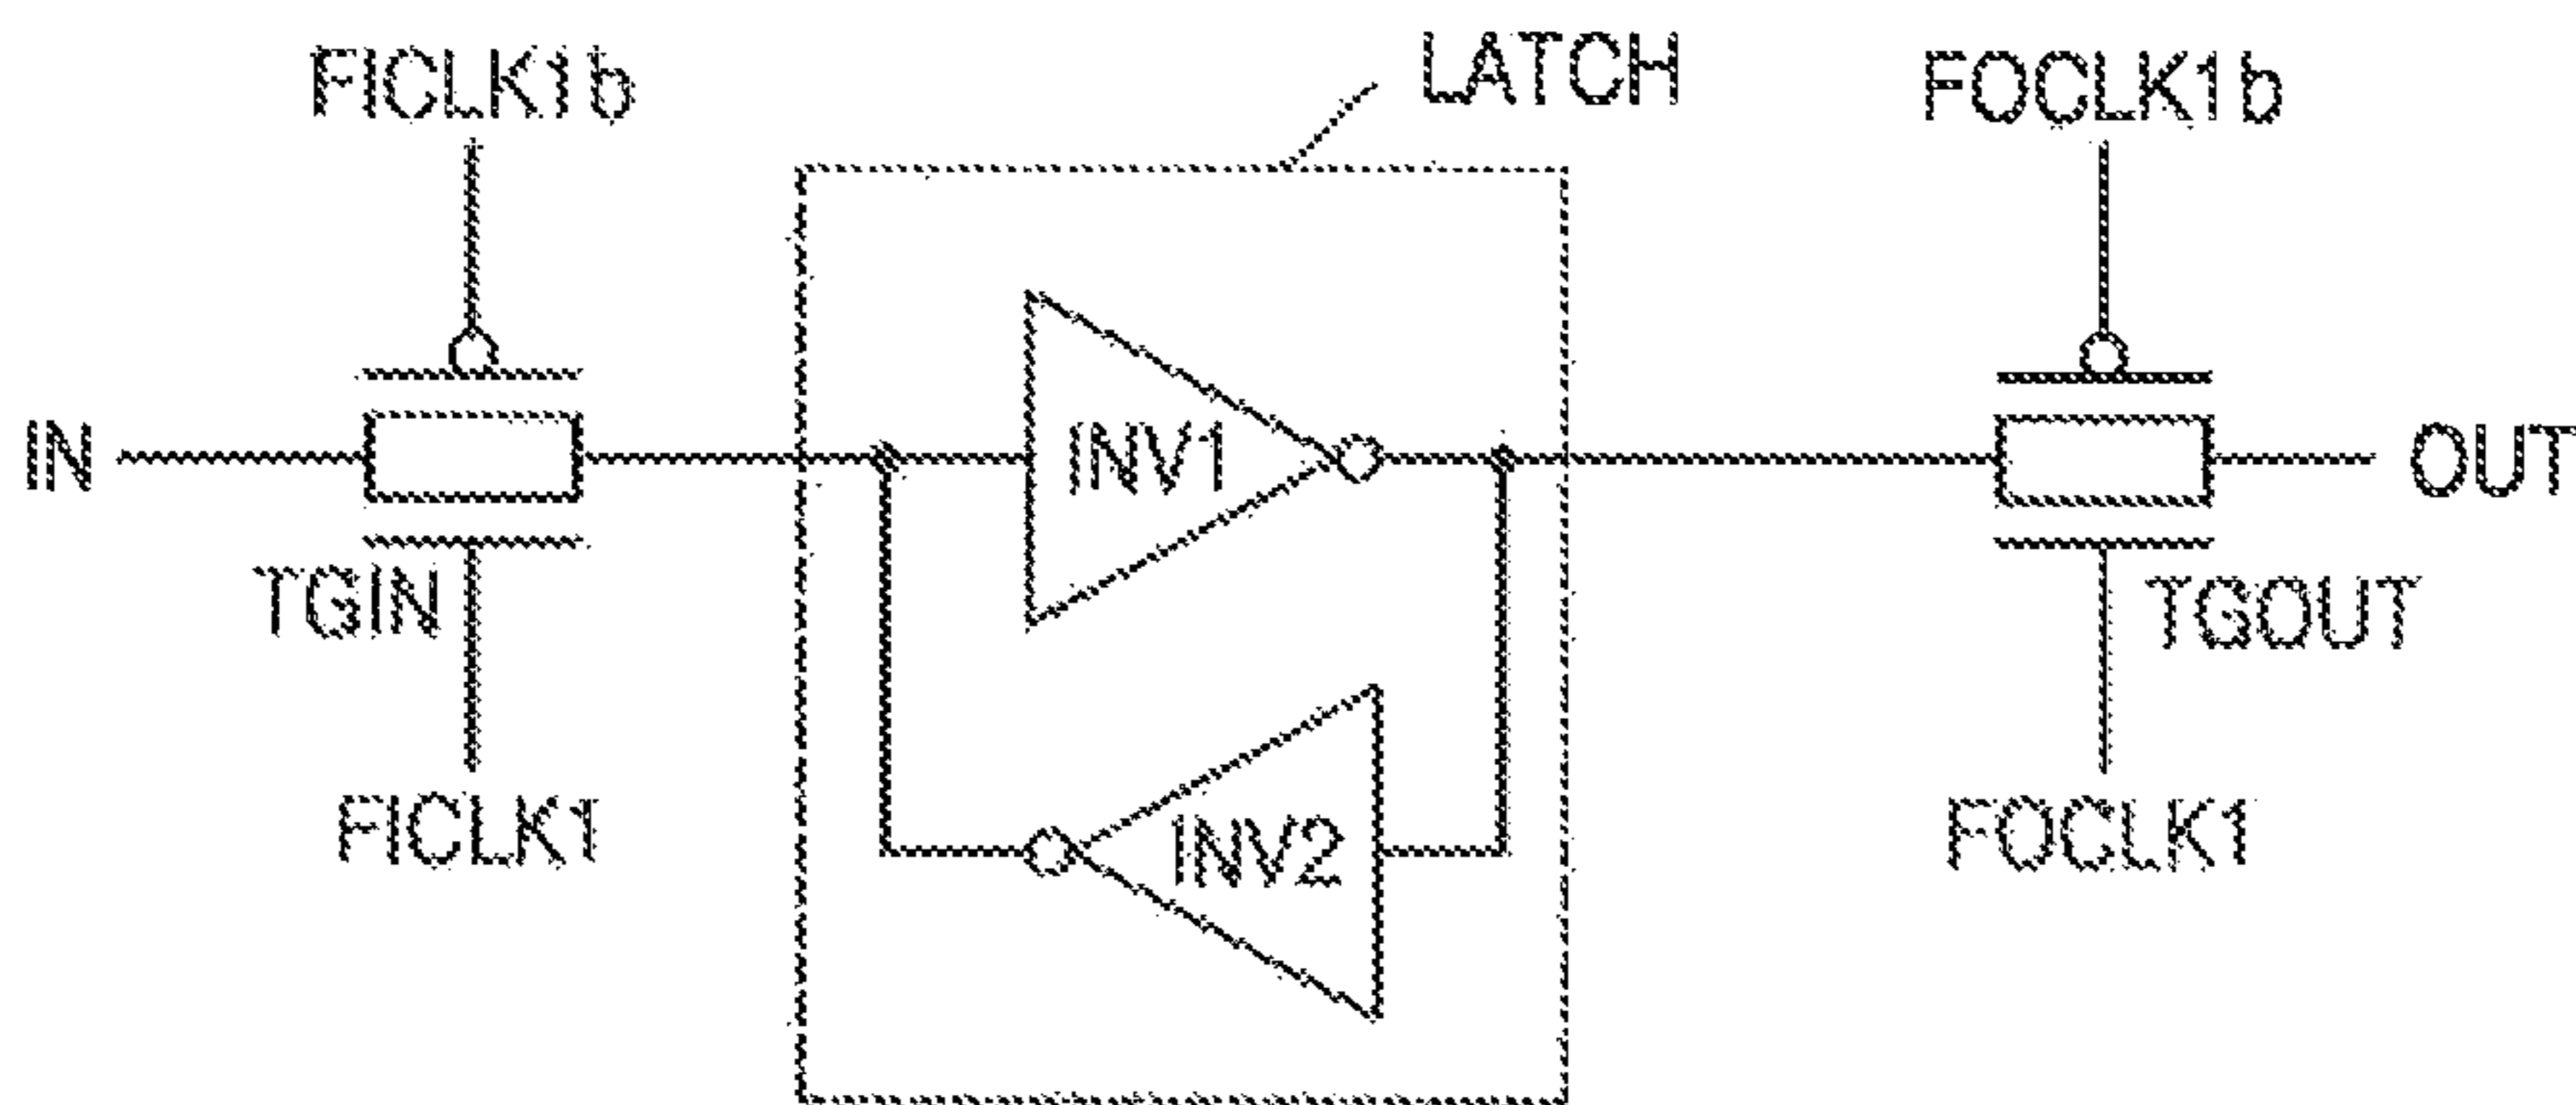 FICLK1b
LATCH
FOCLK1b
IN
INV1
OUT
TGIN
TGOUT
FICLK1
INV2
FOCLK1